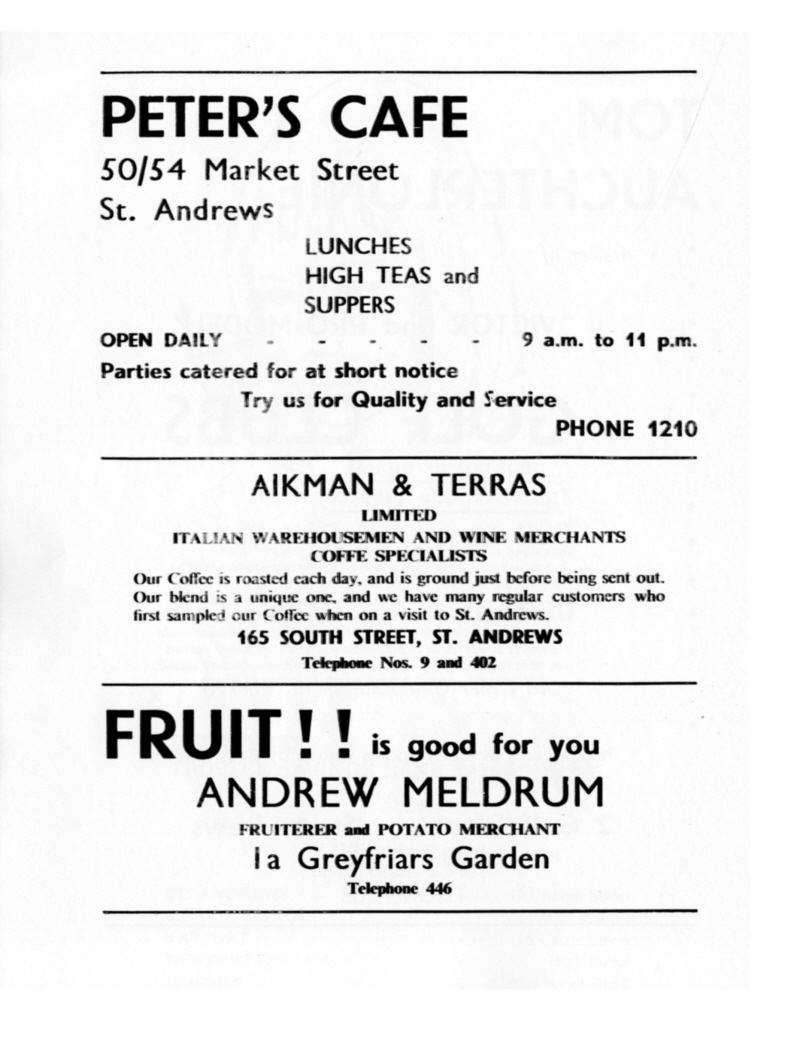 PETER'S CAFE
50/54 Market Street
St. Andrews
LUNCHES
HIGH TEAS and
SUPPERS
OPEN DAILY - - - - - 9 a.m. to 11 p.m.
Parties catered for at short notice
Try us for Quality and Service
PHONE 1210
AIKMAN & TERRAS
LIMITED
ITALIAN WAREHOUSEMEN AND WINE MERCHANTS
COFFE SPECIALISTS
Our Coffee is roasted each day, and is ground just before being sent out.
Our blend is a unique one, and we have many regular customers who
first sampled our Coffee when on a visit to St. Andrews.
165 SOUTH STREET, ST. ANDREWS
Telephone Nos. 9 and 402
FRUIT!! is good for you
ANDREW MELDRUM
FRUITERER and POTATO MERCHANT
1a Greyfriars Garden
Telephone 446